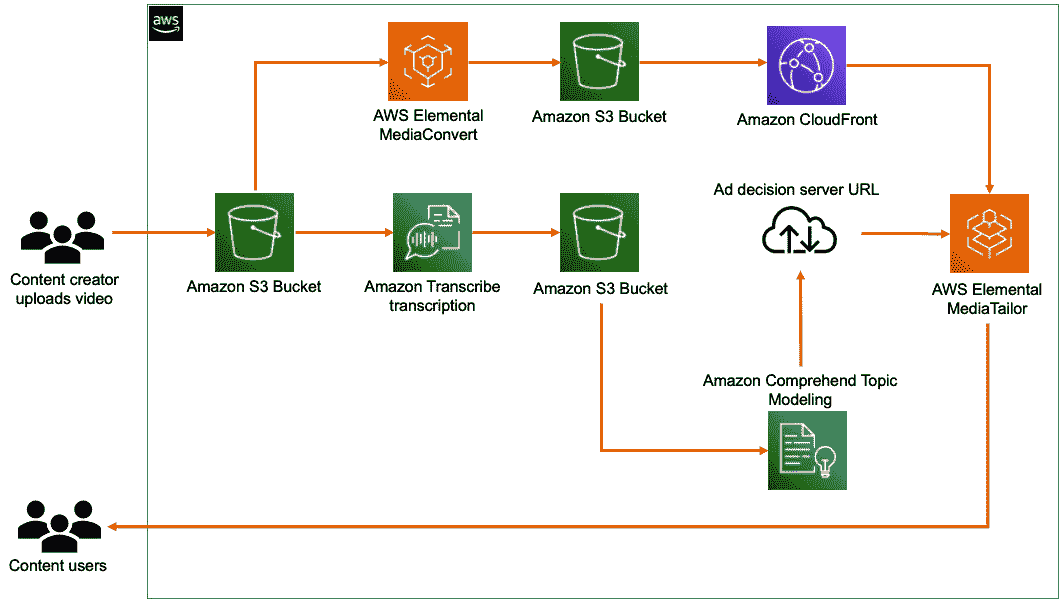 aws
AWS Elemental
MediaConvert
Amazon S3 Bucket
Amazon CloudFront
Content creator
uploads video
Amazon S3 Bucket
Amazon Transcribe
transcription
Amazon S3 Bucket
Ad decision server URL
AWS Elemental
MediaTailor
Amazon Comprehend Topic
Modeling
Content users